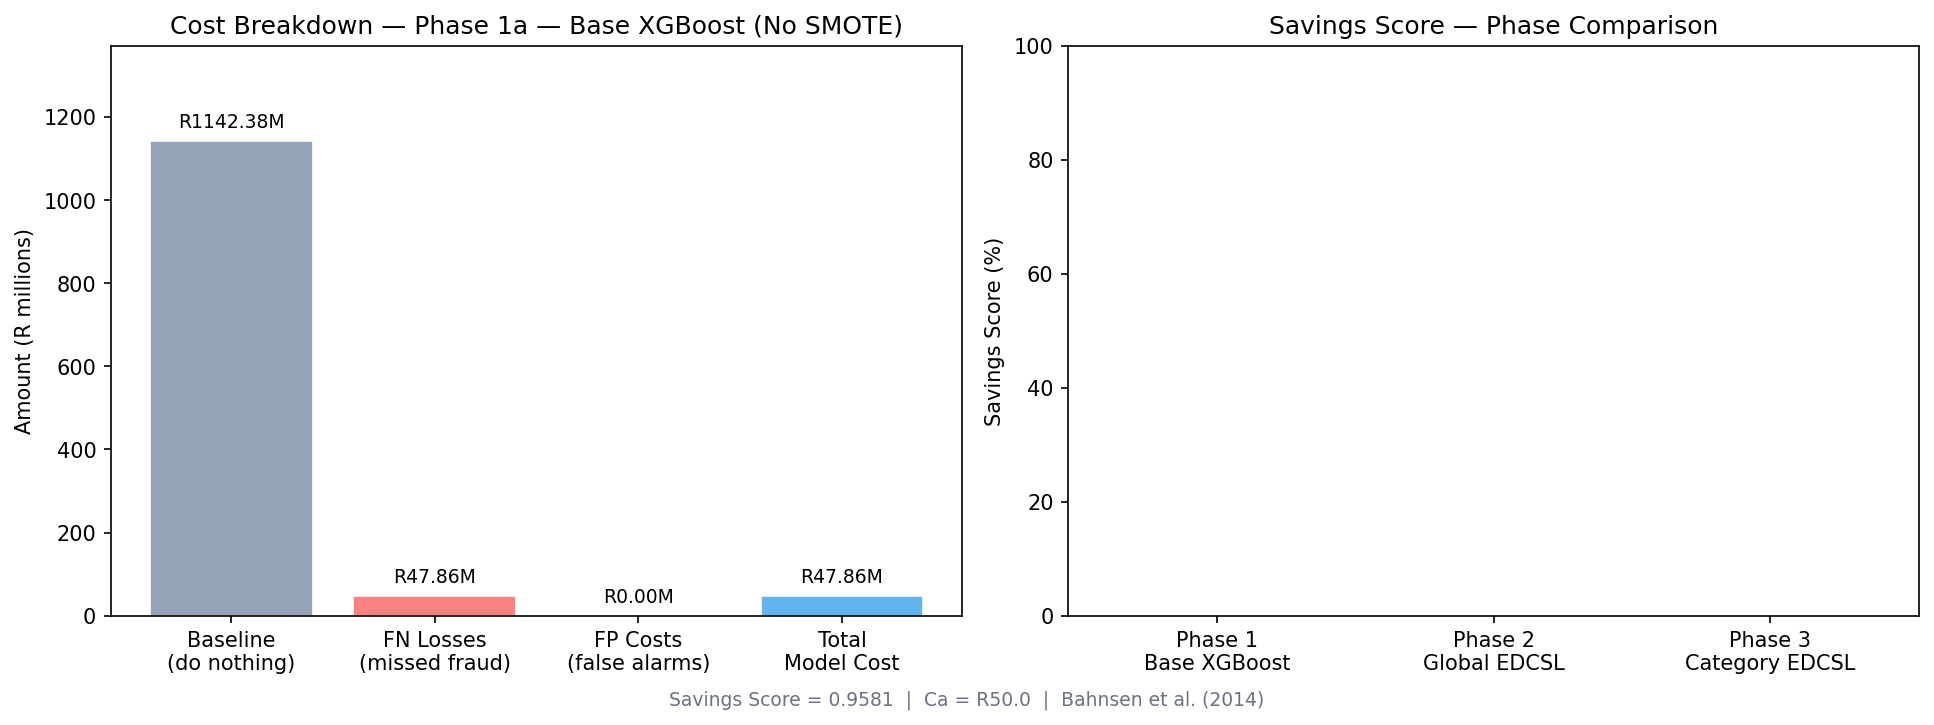 Cost Breakdown — Phase 1a — Base XGBoost (No SMOTE)
Amount (R millions)
1200
1000
800
600
400
200
0
R1142.38M
R47.86M
R0.00M
R47.86M
Baseline
(do nothing)
FN Losses
(missed fraud)
FP Costs
(false alarms)
Total
Model Cost
Savings Score — Phase Comparison
Savings Score (%)
100
80
60
40
20
0
Phase 1
Base XGBoost
Phase 2
Global EDCSL
Phase 3
Category EDCSL
Savings Score = 0.9581 | Ca = R50.0 | Bahnsen et al. (2014)